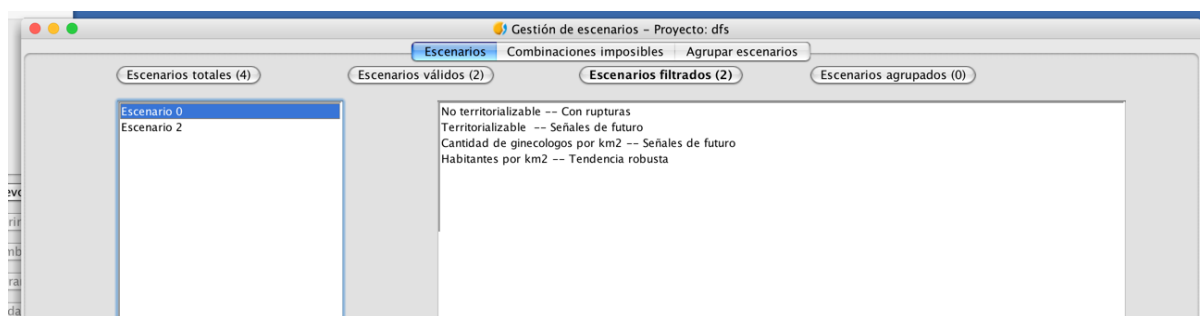 Gestión de escenarios - Proyecto: dfs
Escenarios Combinaciones imposibles Agrupar escenarios
Escenarios totales (4) Escenarios válidos (2) Escenarios filtrados (2) Escenarios agrupados (0)
Escenario 0
Escenario 2
No territorializable -- Con rupturas
Territorializable -- Señales de futuro
Cantidad de ginecologos por km2 -- Señales de futuro
Habitantes por km2 -- Tendencia robusta